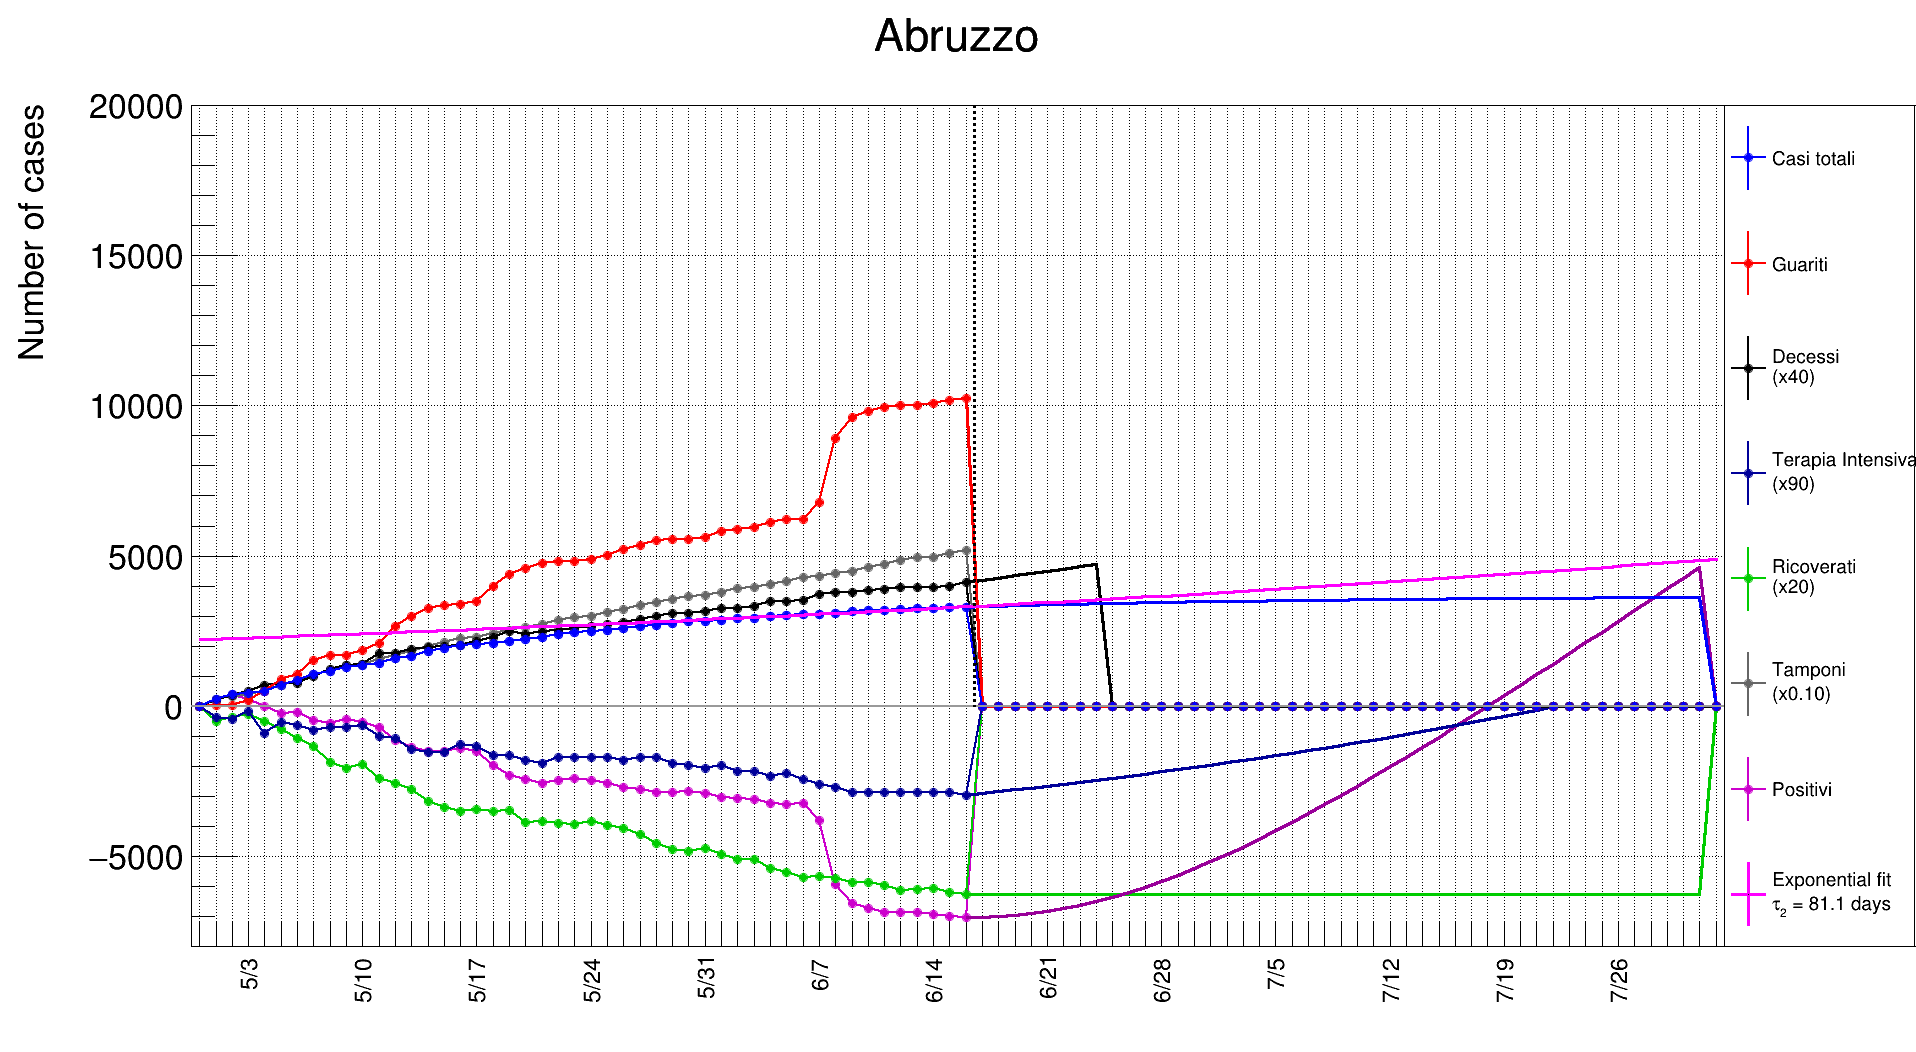 Abruzzo
Number of cases
20000
15000
10000
5000
0
−5000
5/3
5/10
5/17
5/24
5/31
6/7
6/14
6/21
6/28
7/5
7/12
7/19
7/26
Casi totali
Guariti
Decessi
(x40)
Terapia Intensiva
(x90)
Ricoverati
(x20)
Tamponi
(x0.10)
Positivi
Exponential fit
τ2 = 81.1 days